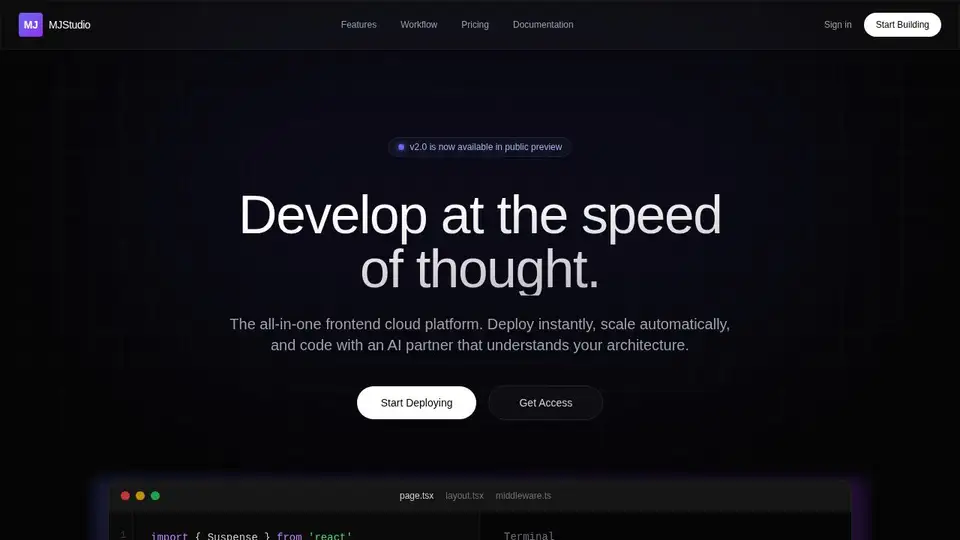 MJ MJStudio
Features Workflow Pricing Documentation
Sign in Start Building
v2.0 is now available in public preview
Develop at the speed
of thought.
The all-in-one frontend cloud platform. Deploy instantly, scale automatically,
and code with an AI partner that understands your architecture.
Start Deploying Get Access
page.tsx layout.tsx middleware.ts
1 import { Suspense } from 'react'
Terminal